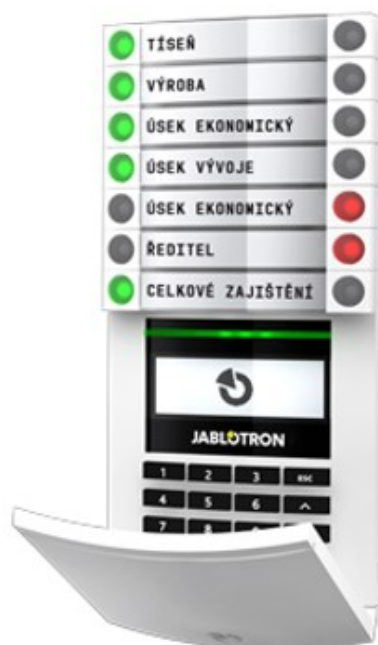 TÍSEŇ
VÝROBA
ÚSEK EKONOMICKÝ
ÚSEK VÝVOJE
ÚSEK EKONOMICKÝ
ŘEDITEL
CELKOVÉ ZAJIŠTĚNÍ
JABLOTRON
1 2 3 ESC
4 5 6
7 8